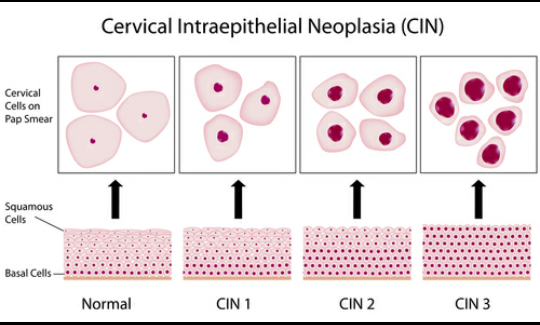 Cervical Intraepithelial Neoplasia (CIN)
Cervical
Cells on
Pap Smear
Squamous
Cells
Basal Cells
Normal
CIN 1
CIN 2
CIN 3